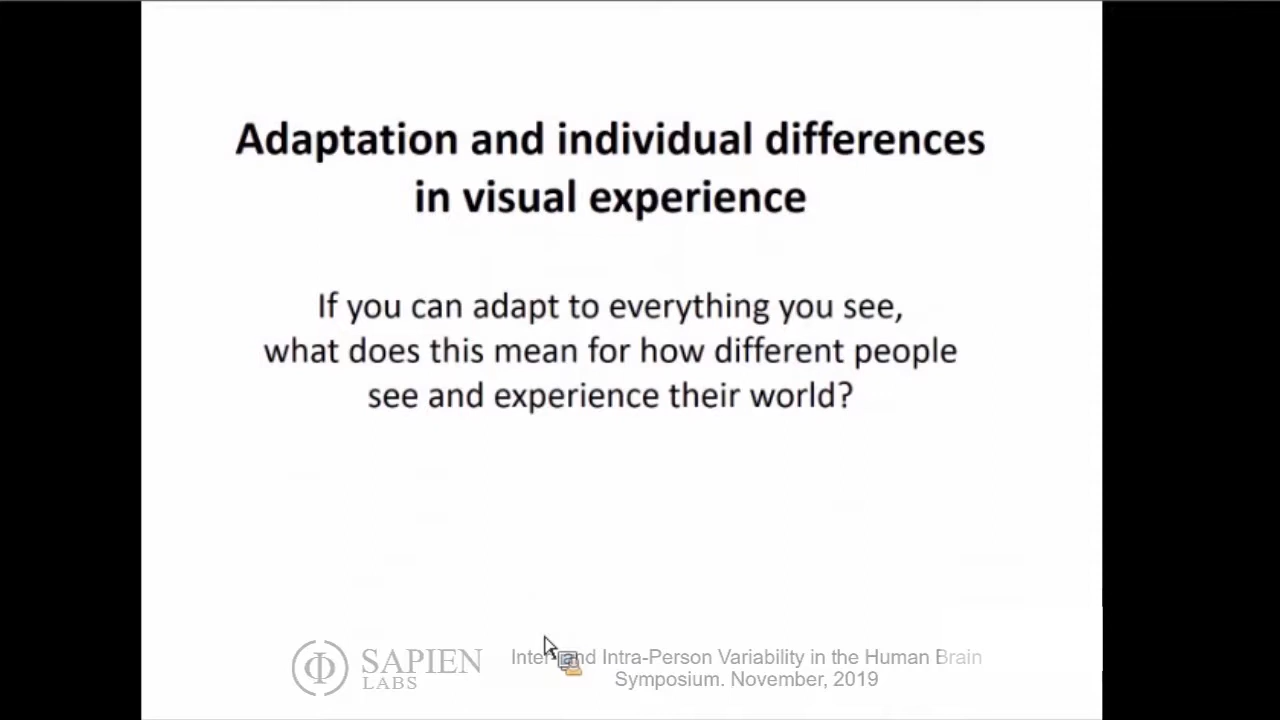 Adaptation and individual differences
in visual experience
If you can adapt to everything you see,
what does this mean for how different people
see and experience their world?
SAPIEN
LABS
Inter- and Intra-Person Variability in the Human Brain
Symposium. November, 2019